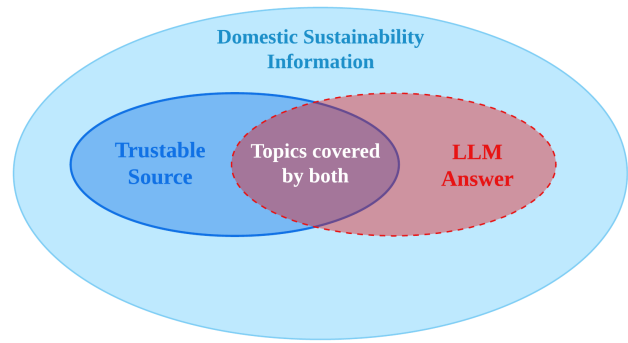 Domestic Sustainability
Information
Trustable
Source
Topics covered
by both
LLM
Answer